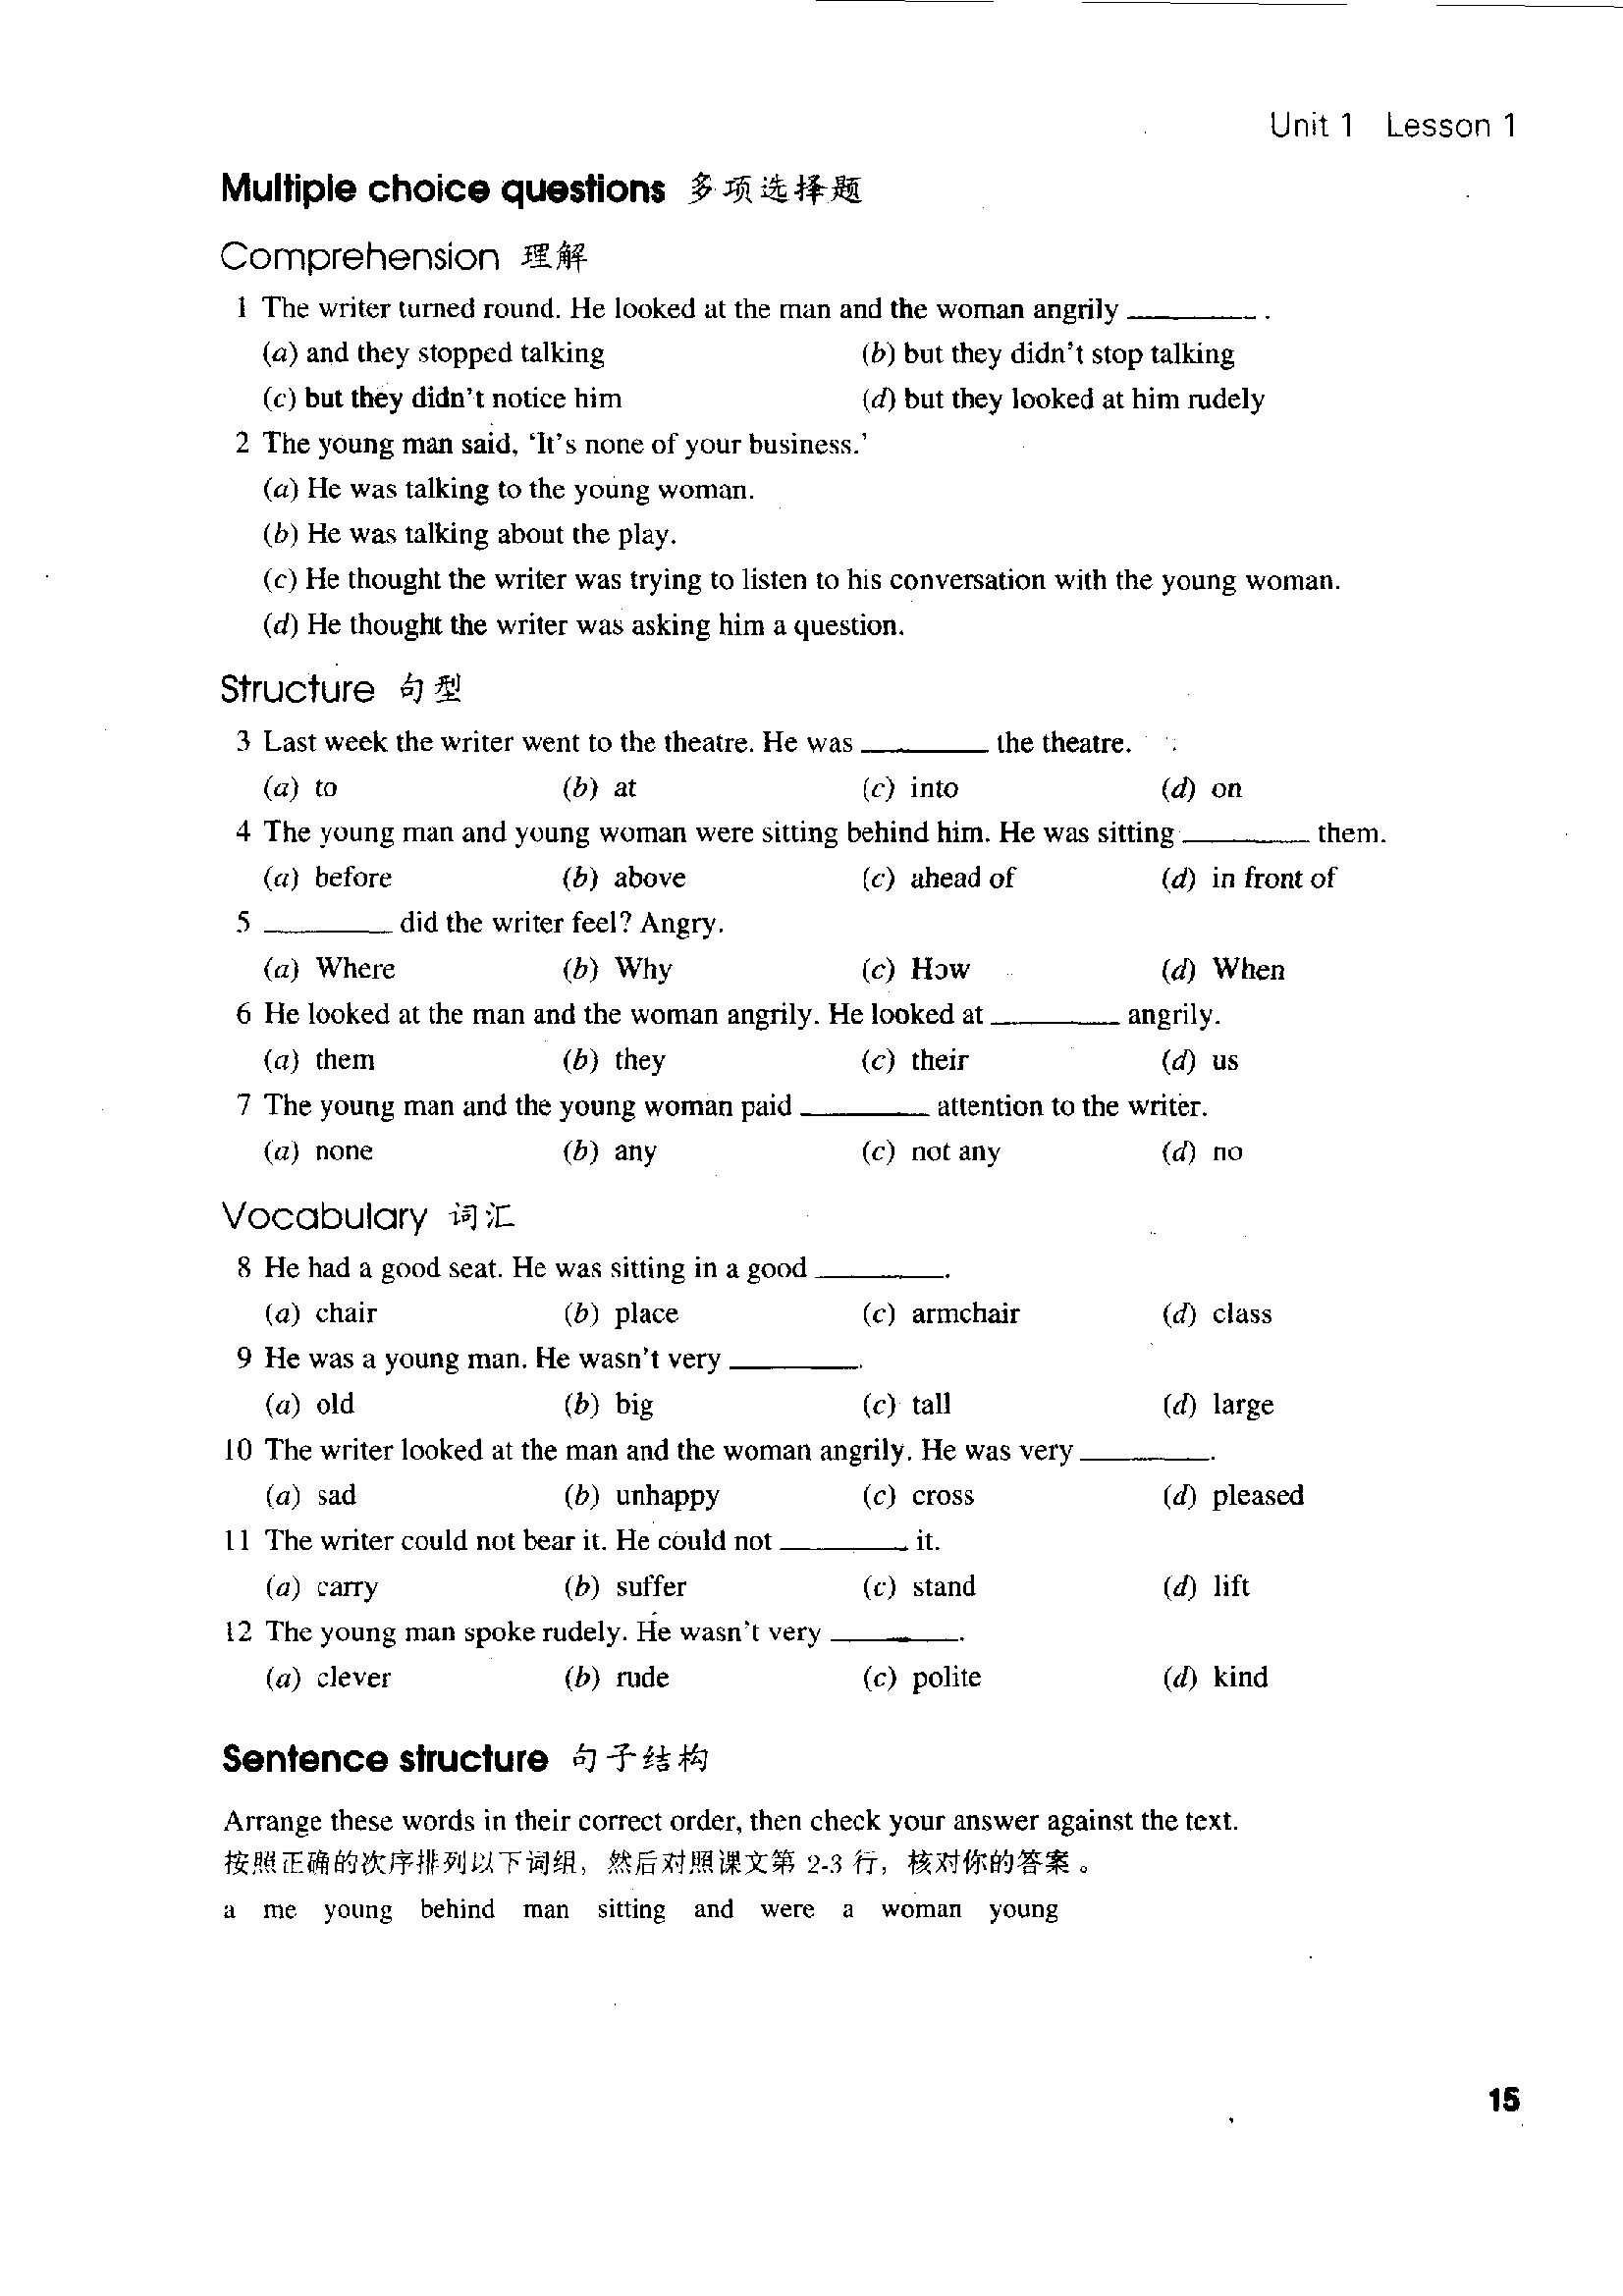 Unit 1 Lesson 1
Multiple choice questions 多项选择题
Comprehension 理解
1 The writer turned round. He looked at the man and the woman angrily ________ .
(a) and they stopped talking (b) but they didn't stop talking
(c) but they didn't notice him (d) but they looked at him rudely
2 The young man said, ‘It's none of your business.’
(a) He was talking to the young woman.
(b) He was talking about the play.
(c) He thought the writer was trying to listen to his conversation with the young woman.
(d) He thought the writer was asking him a question.
Structure 句型
3 Last week the writer went to the theatre. He was ________ the theatre.
(a) to (b) at (c) into (d) on
4 The young man and young woman were sitting behind him. He was sitting ________ them.
(a) before (b) above (c) ahead of (d) in front of
5 ________ did the writer feel? Angry.
(a) Where (b) Why (c) How (d) When
6 He looked at the man and the woman angrily. He looked at ________ angrily.
(a) them (b) they (c) their (d) us
7 The young man and the young woman paid ________ attention to the writer.
(a) none (b) any (c) not any (d) no
Vocabulary 词汇
8 He had a good seat. He was sitting in a good ________.
(a) chair (b) place (c) armchair (d) class
9 He was a young man. He wasn't very ________.
(a) old (b) big (c) tall (d) large
10 The writer looked at the man and the woman angrily. He was very ________.
(a) sad (b) unhappy (c) cross (d) pleased
11 The writer could not bear it. He could not ________ it.
(a) carry (b) suffer (c) stand (d) lift
12 The young man spoke rudely. He wasn't very ________.
(a) clever (b) rude (c) polite (d) kind
Sentence structure 句子结构
Arrange these words in their correct order, then check your answer against the text.
按照正确的次序排列以下词组，然后对照课文第 2-3 行，核对你的答案。
a me young behind man sitting and were a woman young
15